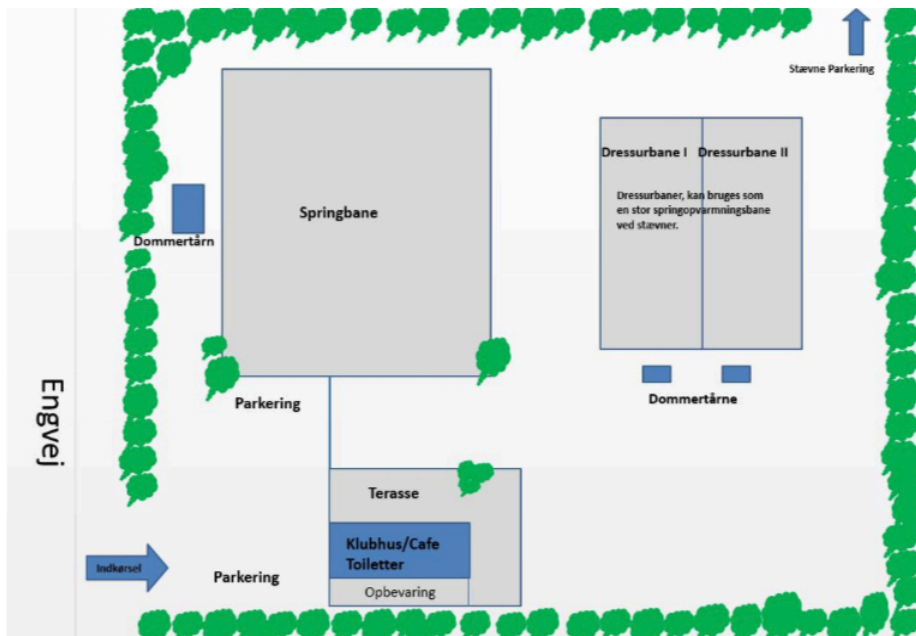 Stævne Parkering
Dressurbane I
Dressurbane II
Dressurbaner, kan bruges som
en stor springopvarmningsbane
ved stævner.
Springbane
Dommertårn
Dommertårne
Parkering
Engvej
Terasse
Klubhus/Cafe
Toiletter
Opbevaring
Indkørsel
Parkering